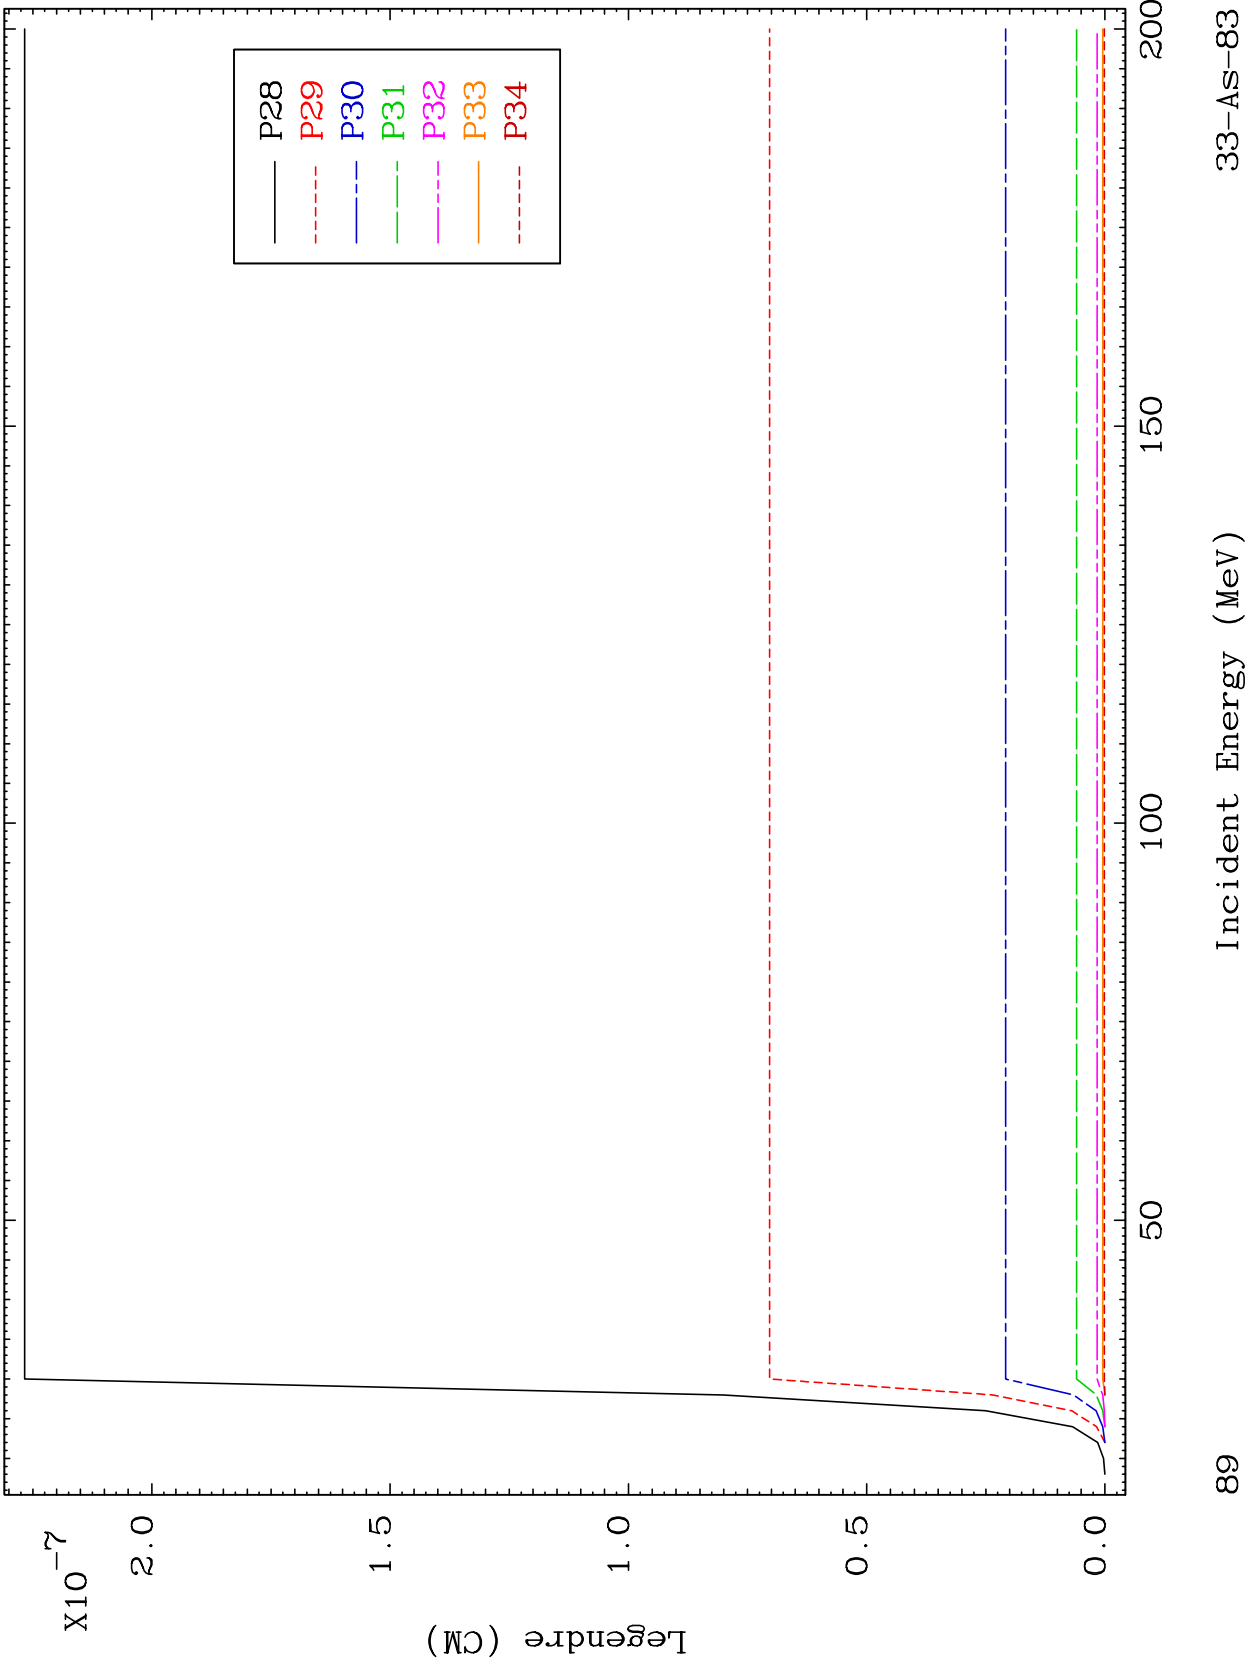 X10-7
2.0
1.5
1.0
0.5
0.0
Legendre (CM)
P28
P29
P30
P31
P32
P33
P34
50
100
150
200
Incident Energy (MeV)
89
33-As-83